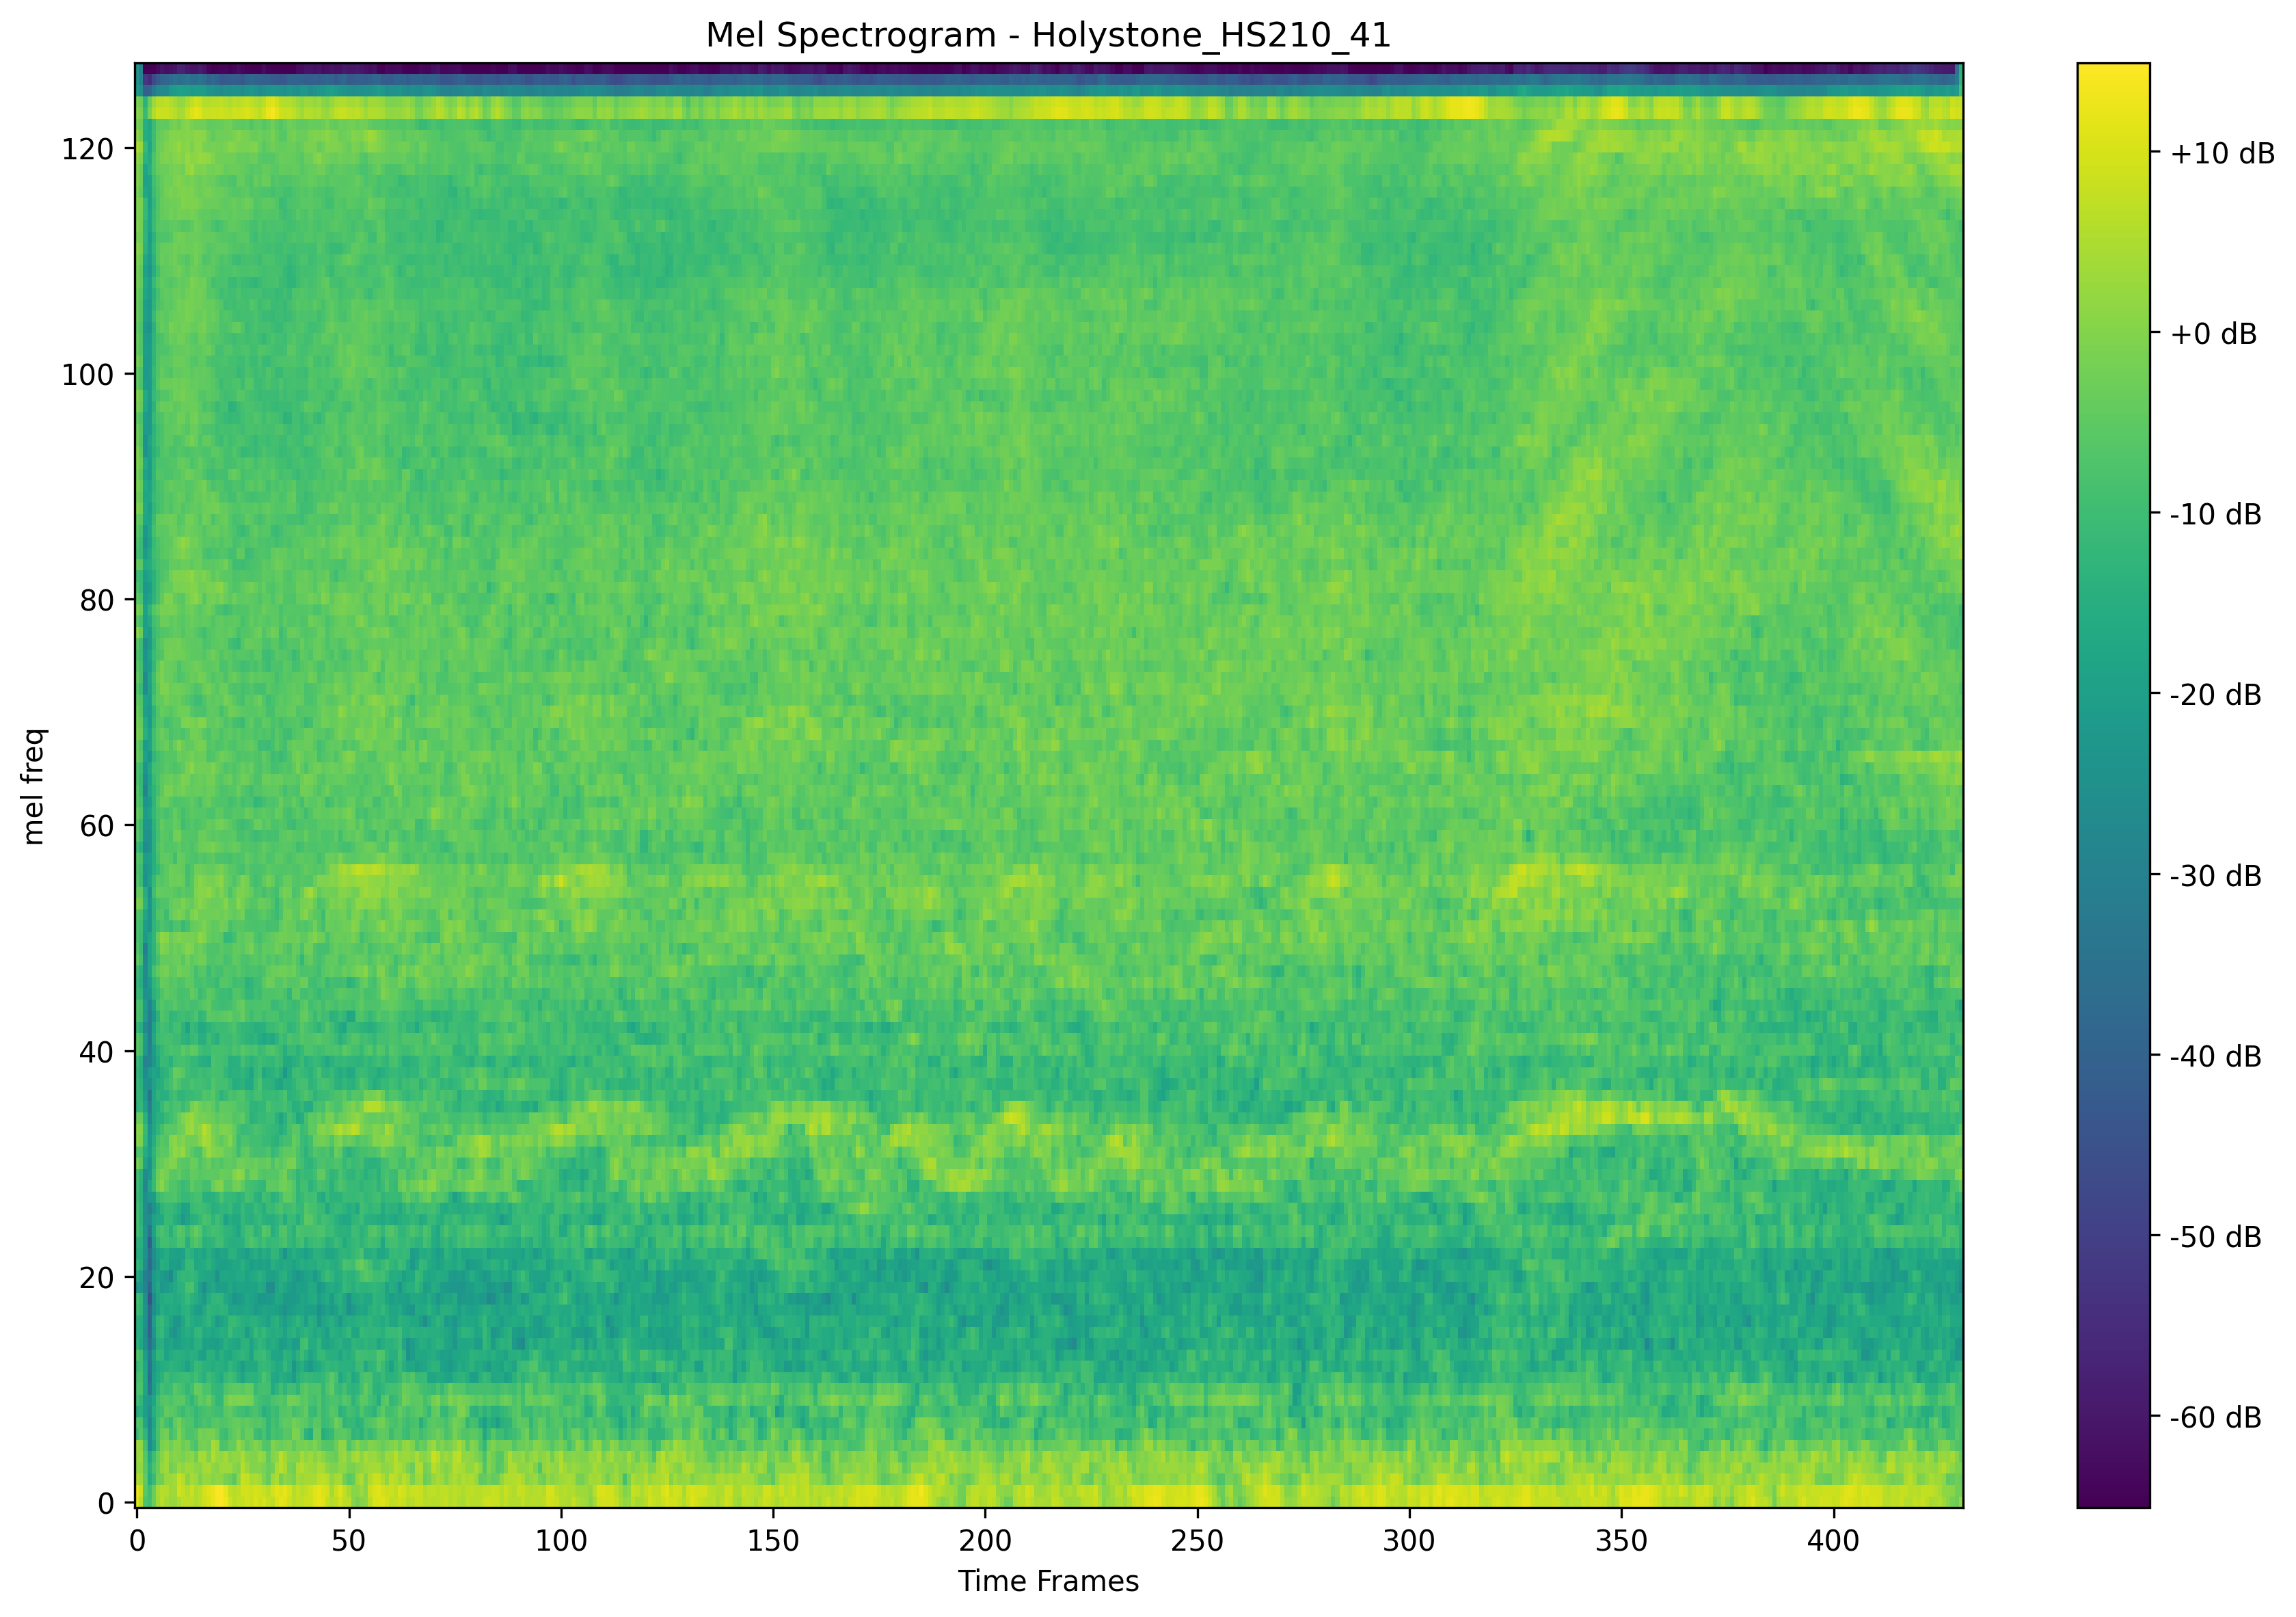 Mel Spectrogram - Holystone_HS210_41
mel freq
120
100
80
60
40
20
0
0 50 100 150 200 250 300 350 400
Time Frames
+10 dB
+0 dB
-10 dB
-20 dB
-30 dB
-40 dB
-50 dB
-60 dB